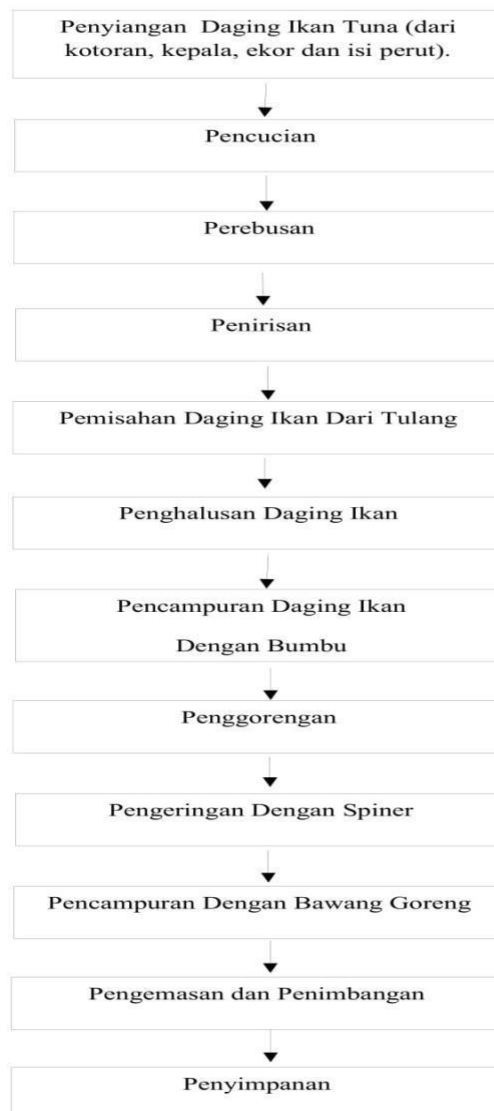 Penyiangan Daging Ikan Tuna (dari
kotoran, kepala, ekor dan isi perut).
Pencucian
Perebusan
Penirisan
Pemisahan Daging Ikan Dari Tulang
Penghalusan Daging Ikan
Pencampuran Daging Ikan
Dengan Bumbu
Penggorengan
Pengeringan Dengan Spiner
Pencampuran Dengan Bawang Goreng
Pengemasan dan Penimbangan
Penyimpanan